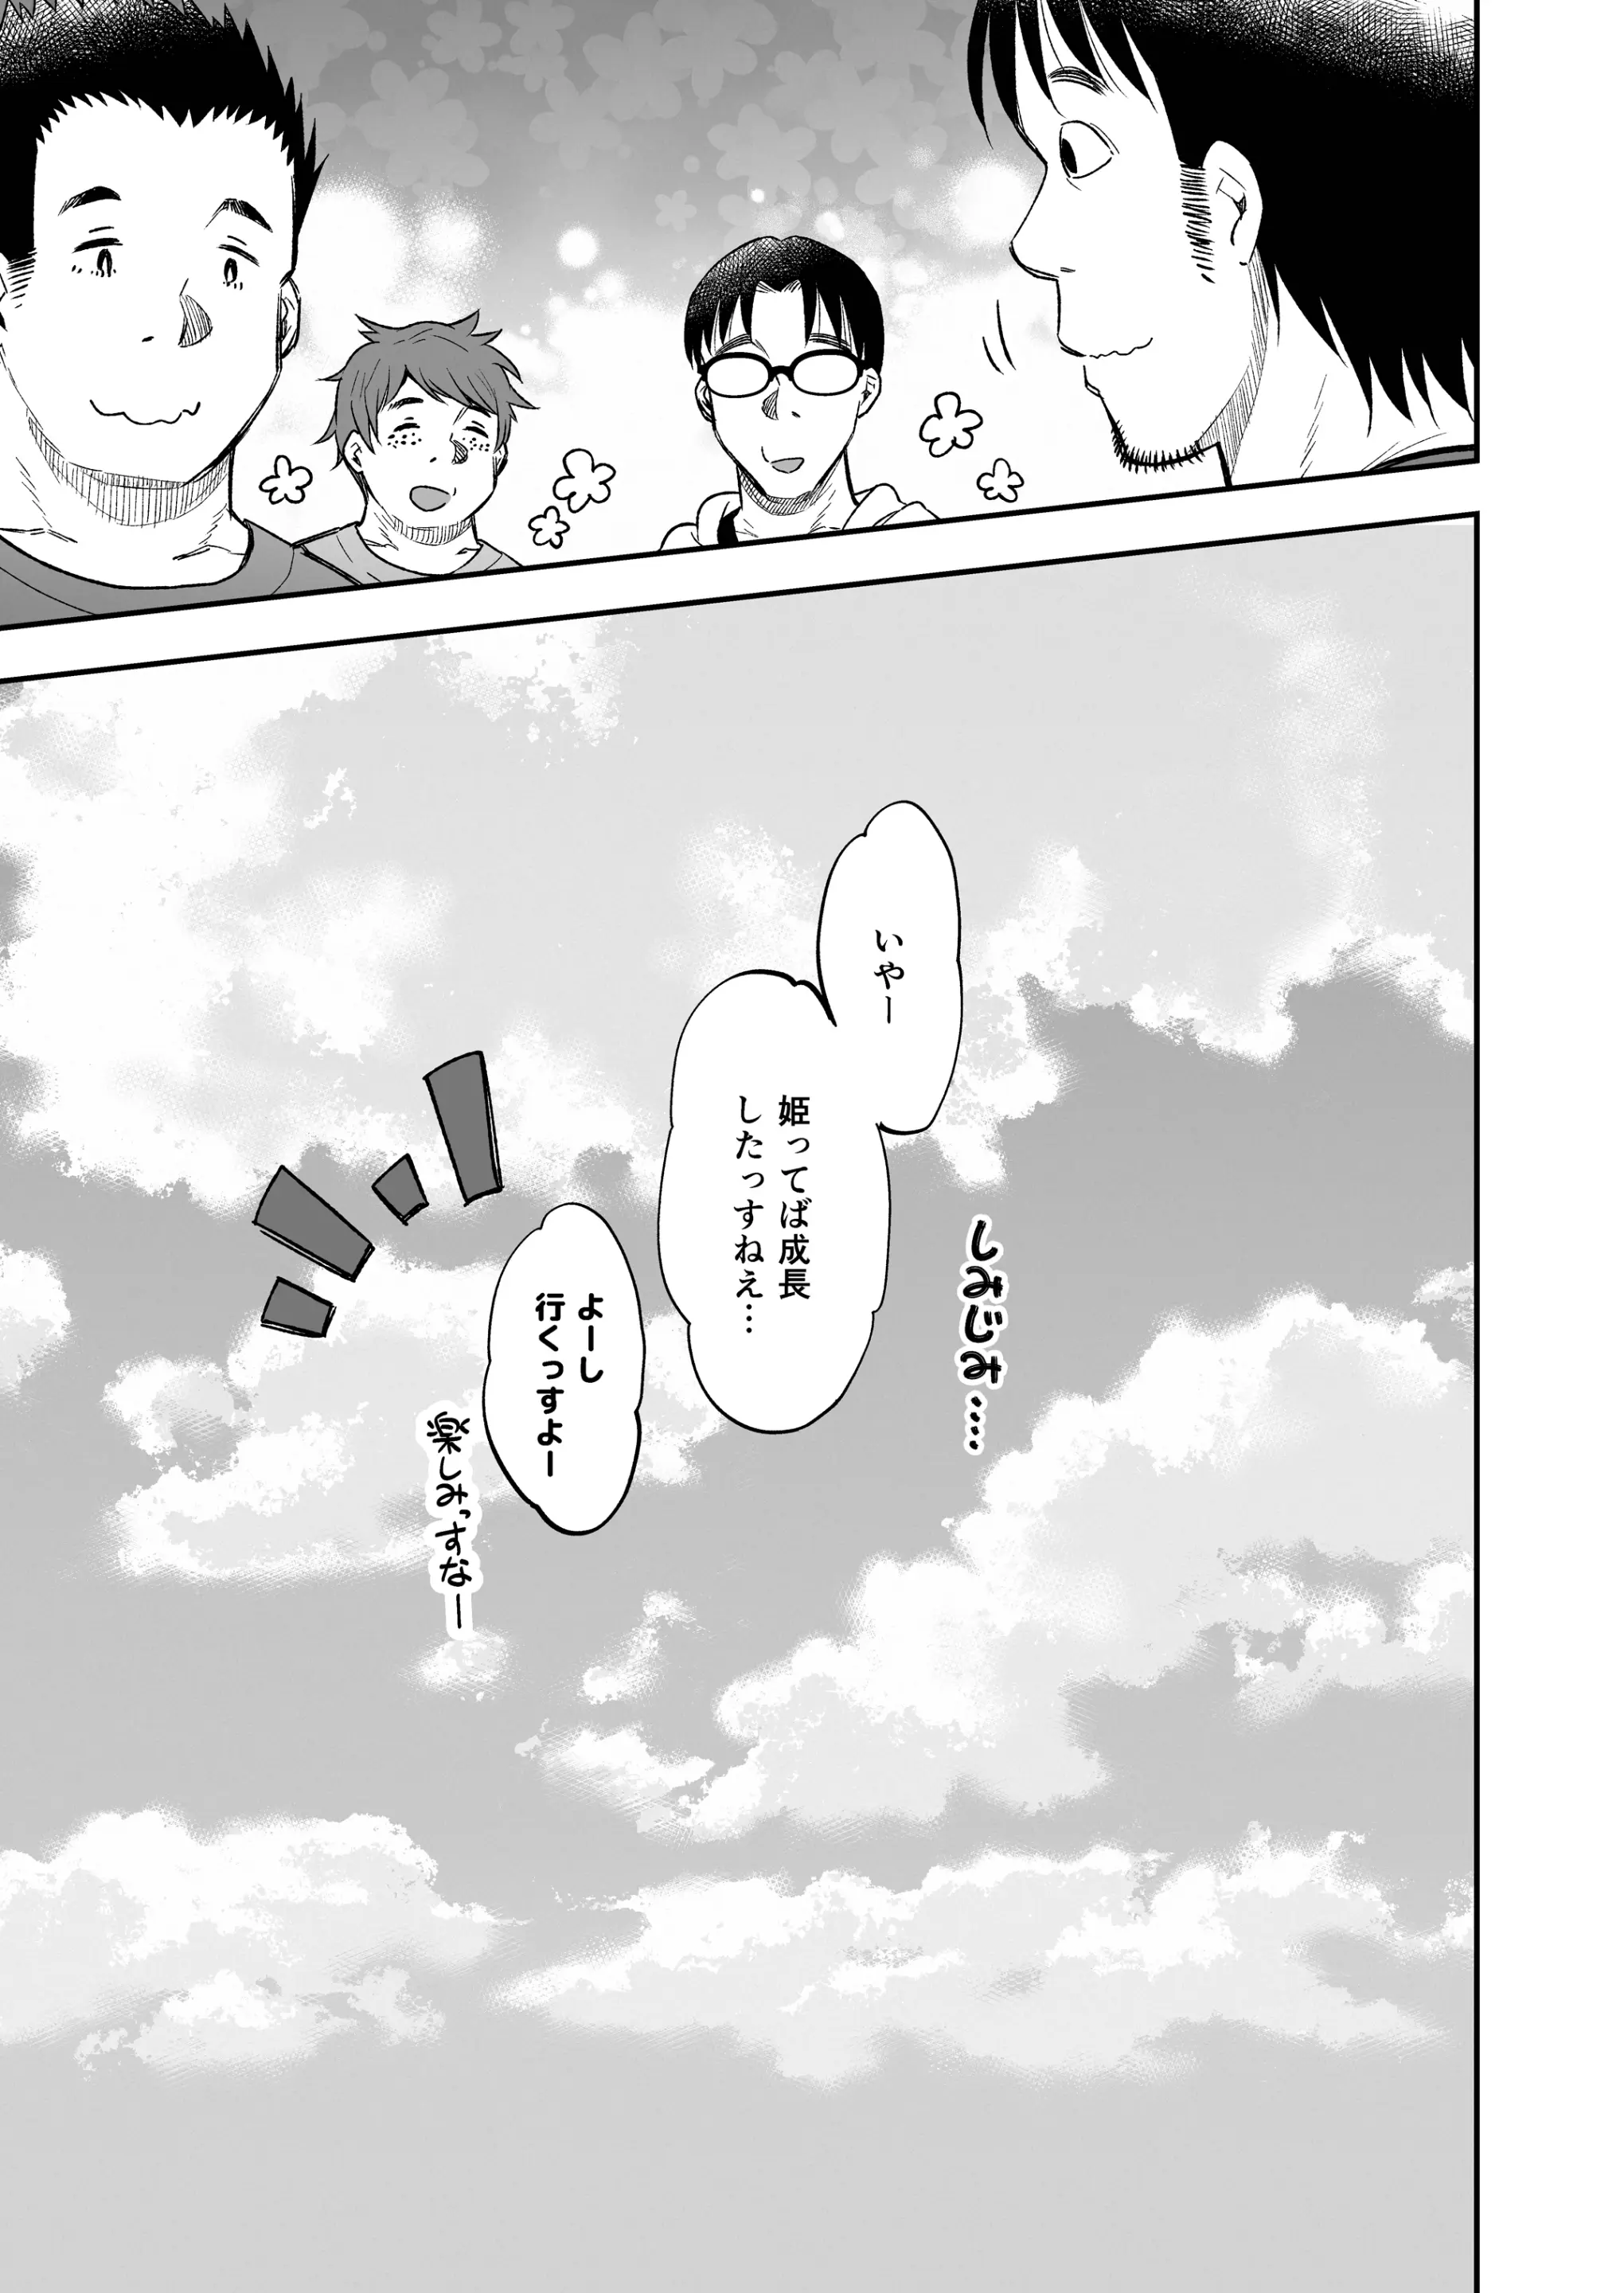 いやー
しみじみ……
姫ってば成長
したっすねえ…
よーし
行くっすよー
楽しみっすなー